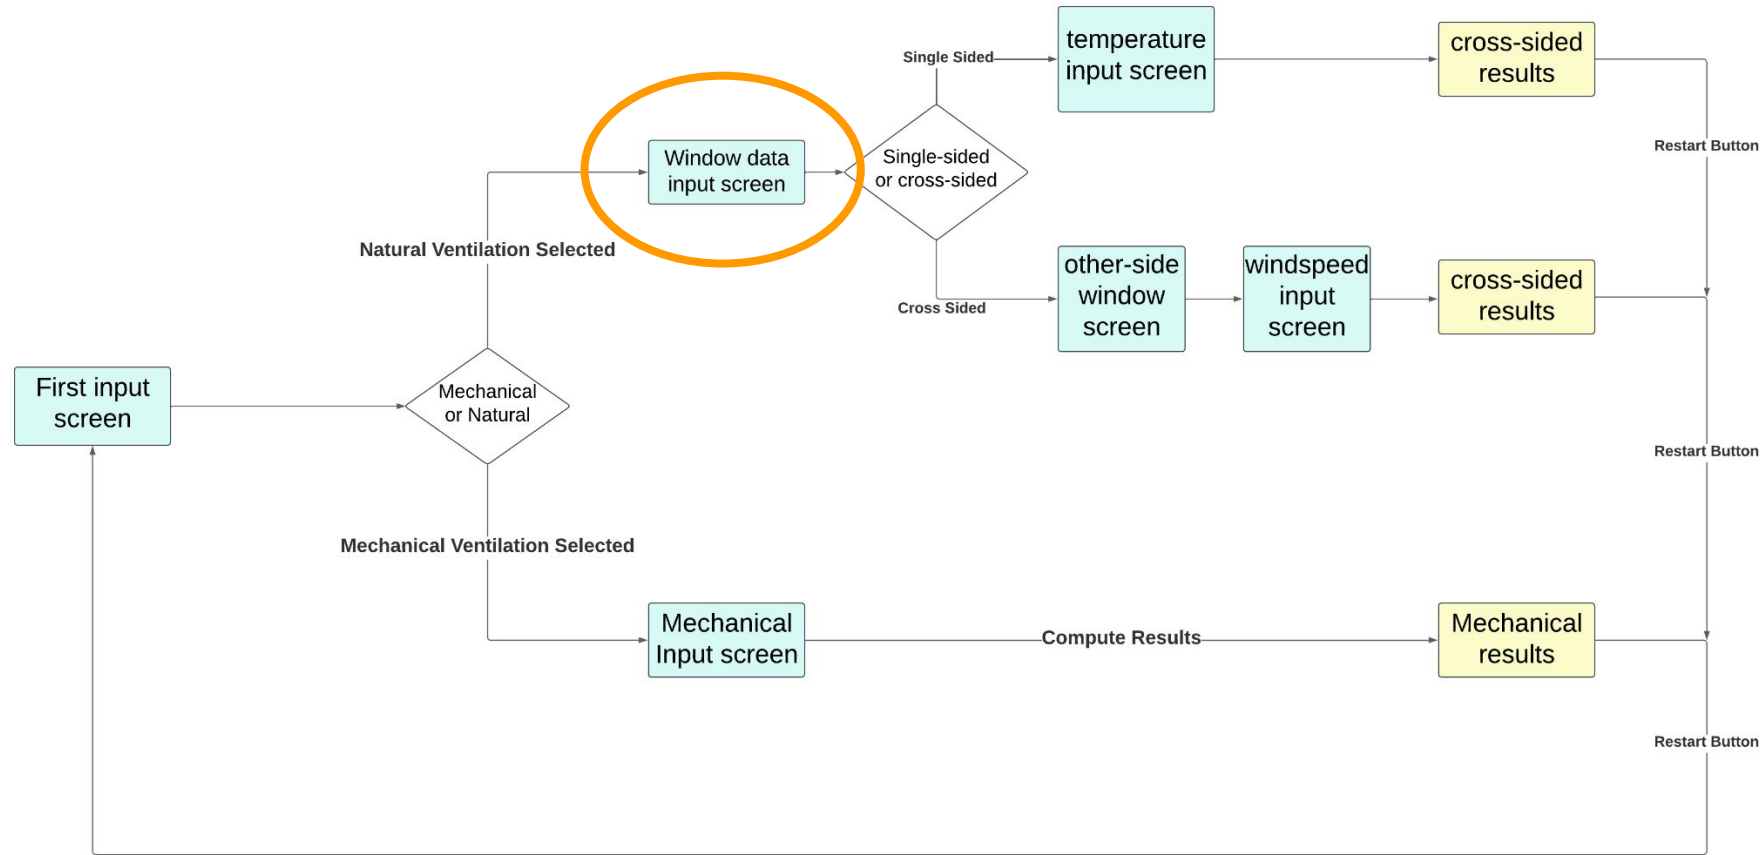 Single Sided
temperature
input screen
cross-sided
results
Restart Button
Window data
input screen
Single-sided
or cross-sided
Natural Ventilation Selected
other-side
window
screen
windspeed
input
screen
cross-sided
results
Cross Sided
First input
screen
Mechanical
or Natural
Restart Button
Mechanical Ventilation Selected
Mechanical
Input screen
Compute Results
Mechanical
results
Restart Button